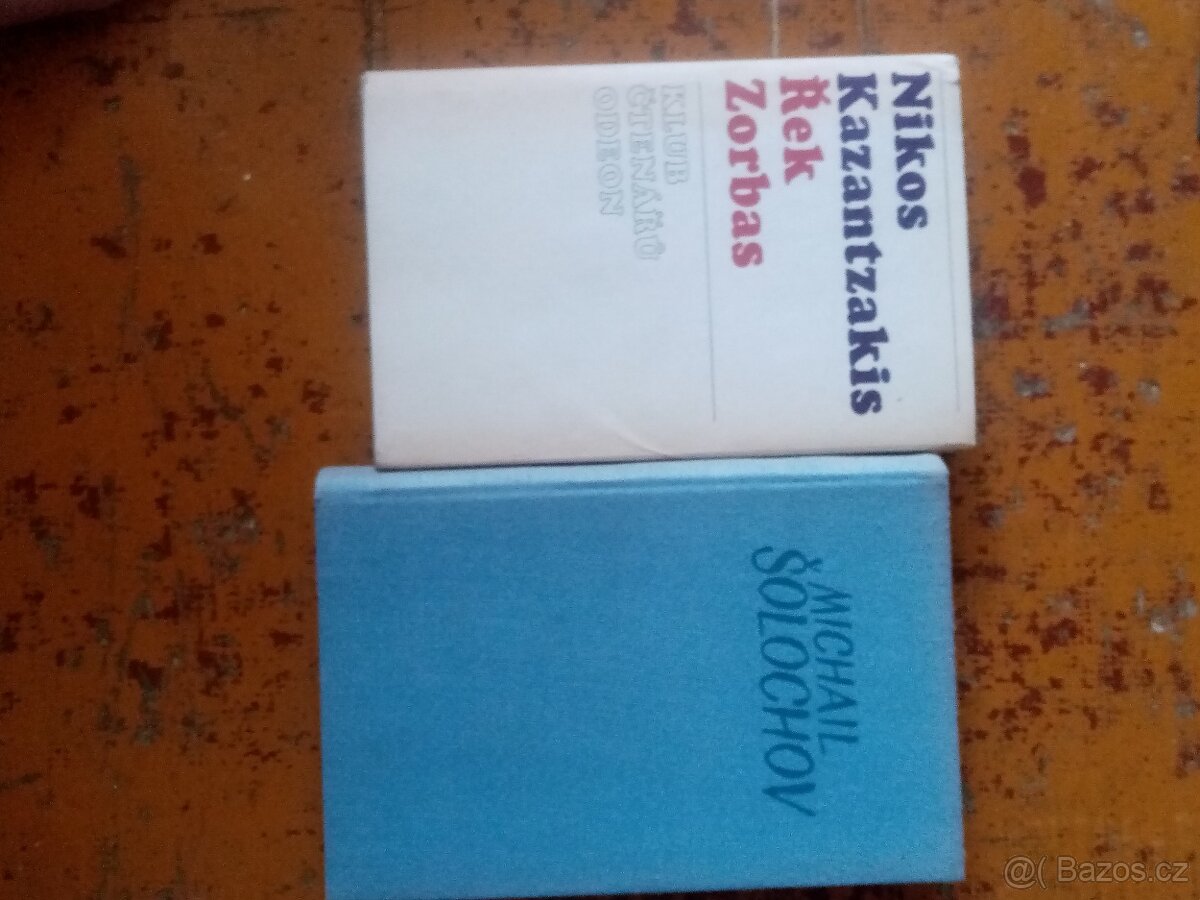 Nikos
Kazantzakis
Řek
Zorbas
KLUB
ČTENÁŘŮ
ODEON
MICHAIL
ŠOLOCHOV
@( Bazos.cz